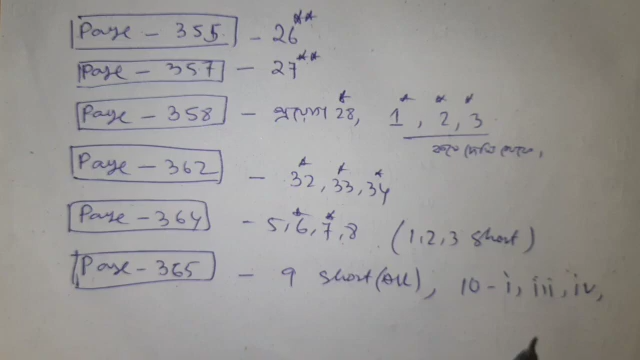 Page - 355 - 26**
Page - 357 - 27**
Page - 358 - 28*, 1*, 2*, 3*
Page - 362 - 32*, 33*, 34*
Page - 364 - 5, 6*, 7*, 8 (1,2,3 short)
Page - 365 - 9 short (All), 10 - i, iii, iv,